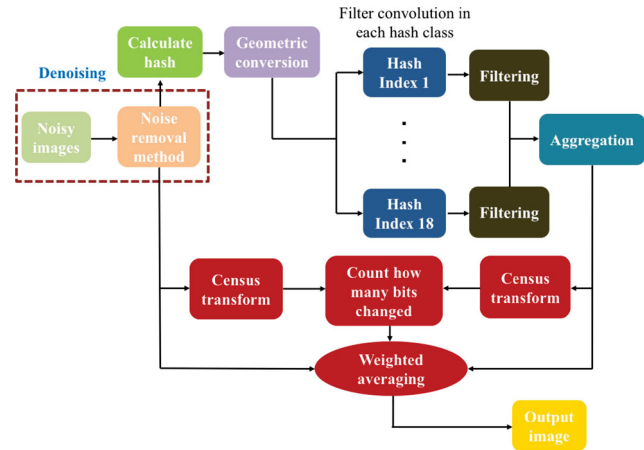 Filter convolution in
each hash class
Calculate
hash
Geometric
conversion
Hash
Index 1
Filtering
Denoising
Noisy
images
Noise
removal
method
Aggregation
Hash
Index 18
Filtering
Census
transform
Count how
many bits
changed
Census
transform
Weighted
averaging
Output
image